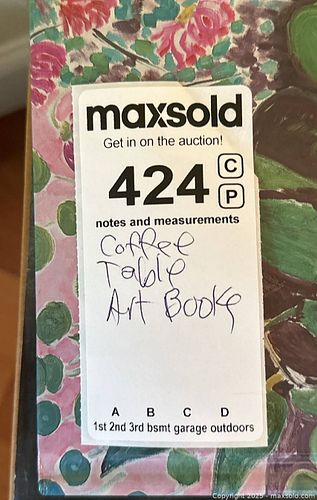 maxsold
Get in on the auction!
424 C
P
notes and measurements
Coffee
Table
Art Books
A B C D
1st 2nd 3rd bsmt garage outdoors
Copyright 2025 - maxsold.com